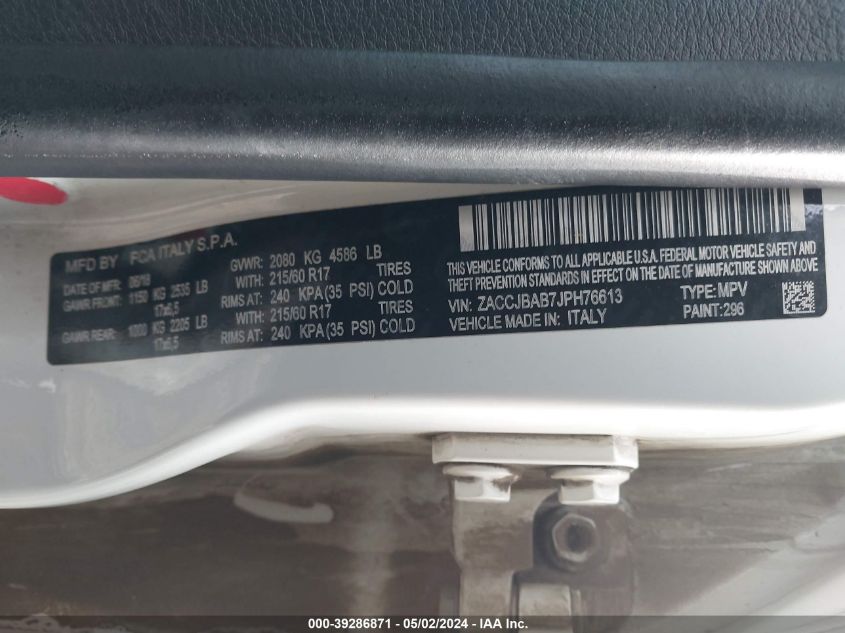 MFD BY FCA ITALY S.P.A.
DATE OF MFR 06/18 GVWR: 2080 KG 4586 LB
GAWR FRONT: 1150 KG 2535 LB WITH: 215/60 R17 TIRES
17x6,5 RIMS AT: 240 KPA (35 PSI) COLD
GAWR REAR: 1000 KG 2205 LB WITH: 215/60 R17 TIRES
17x6,5 RIMS AT: 240 KPA (35 PSI) COLD
THIS VEHICLE CONFORMS TO ALL APPLICABLE U.S.A. FEDERAL MOTOR VEHICLE SAFETY AND
THEFT PREVENTION STANDARDS IN EFFECT ON THE DATE OF MANUFACTURE SHOWN ABOVE.
VIN: ZACCJBAB7JPH76613 TYPE: MPV
VEHICLE MADE IN: ITALY PAINT: 296
000-39286871 - 05/02/2024 - IAA Inc.